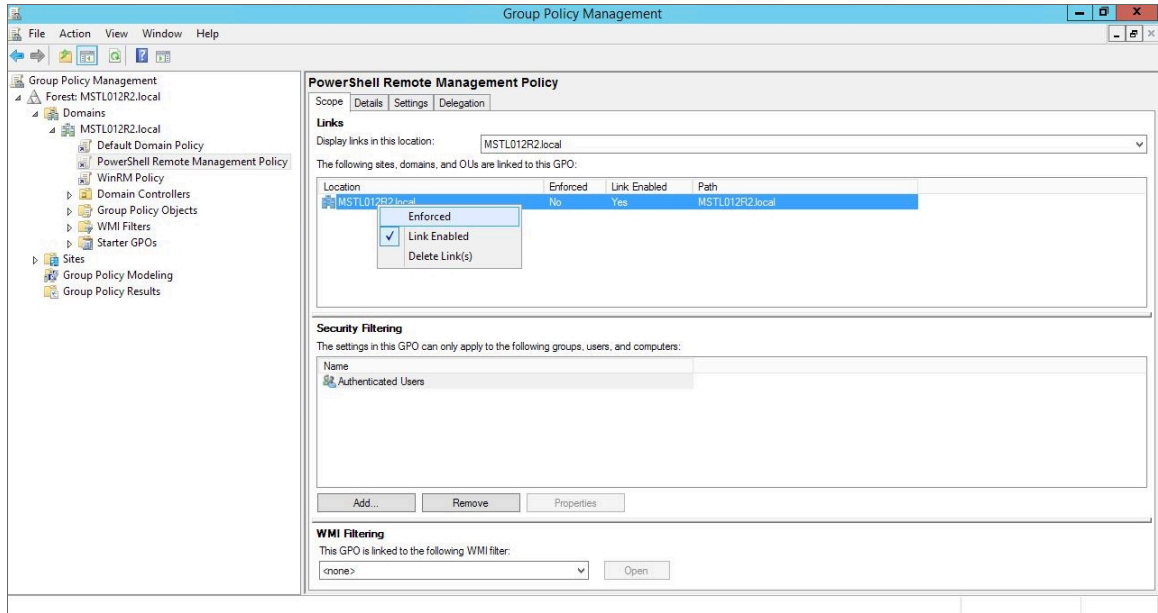 Group Policy Management
File Action View Window Help
Group Policy Management
Forest: MSTL012R2.local
Domains
MSTL012R2.local
Default Domain Policy
PowerShell Remote Management Policy
WinRM Policy
Domain Controllers
Group Policy Objects
WMI Filters
Starter GPOs
Sites
Group Policy Modeling
Group Policy Results
PowerShell Remote Management Policy
Scope Details Settings Delegation
Links
Display links in this location: MSTL012R2.local
The following sites, domains, and OUs are linked to this GPO:
Location Enforced Link Enabled Path
MSTL012R2.local No Yes MSTL012R2.local
Enforced
Link Enabled
Delete Link(s)
Security Filtering
The settings in this GPO can only apply to the following groups, users, and computers:
Name
Authenticated Users
Add... Remove Properties
WMI Filtering
This GPO is linked to the following WMI filter:
<none> Open